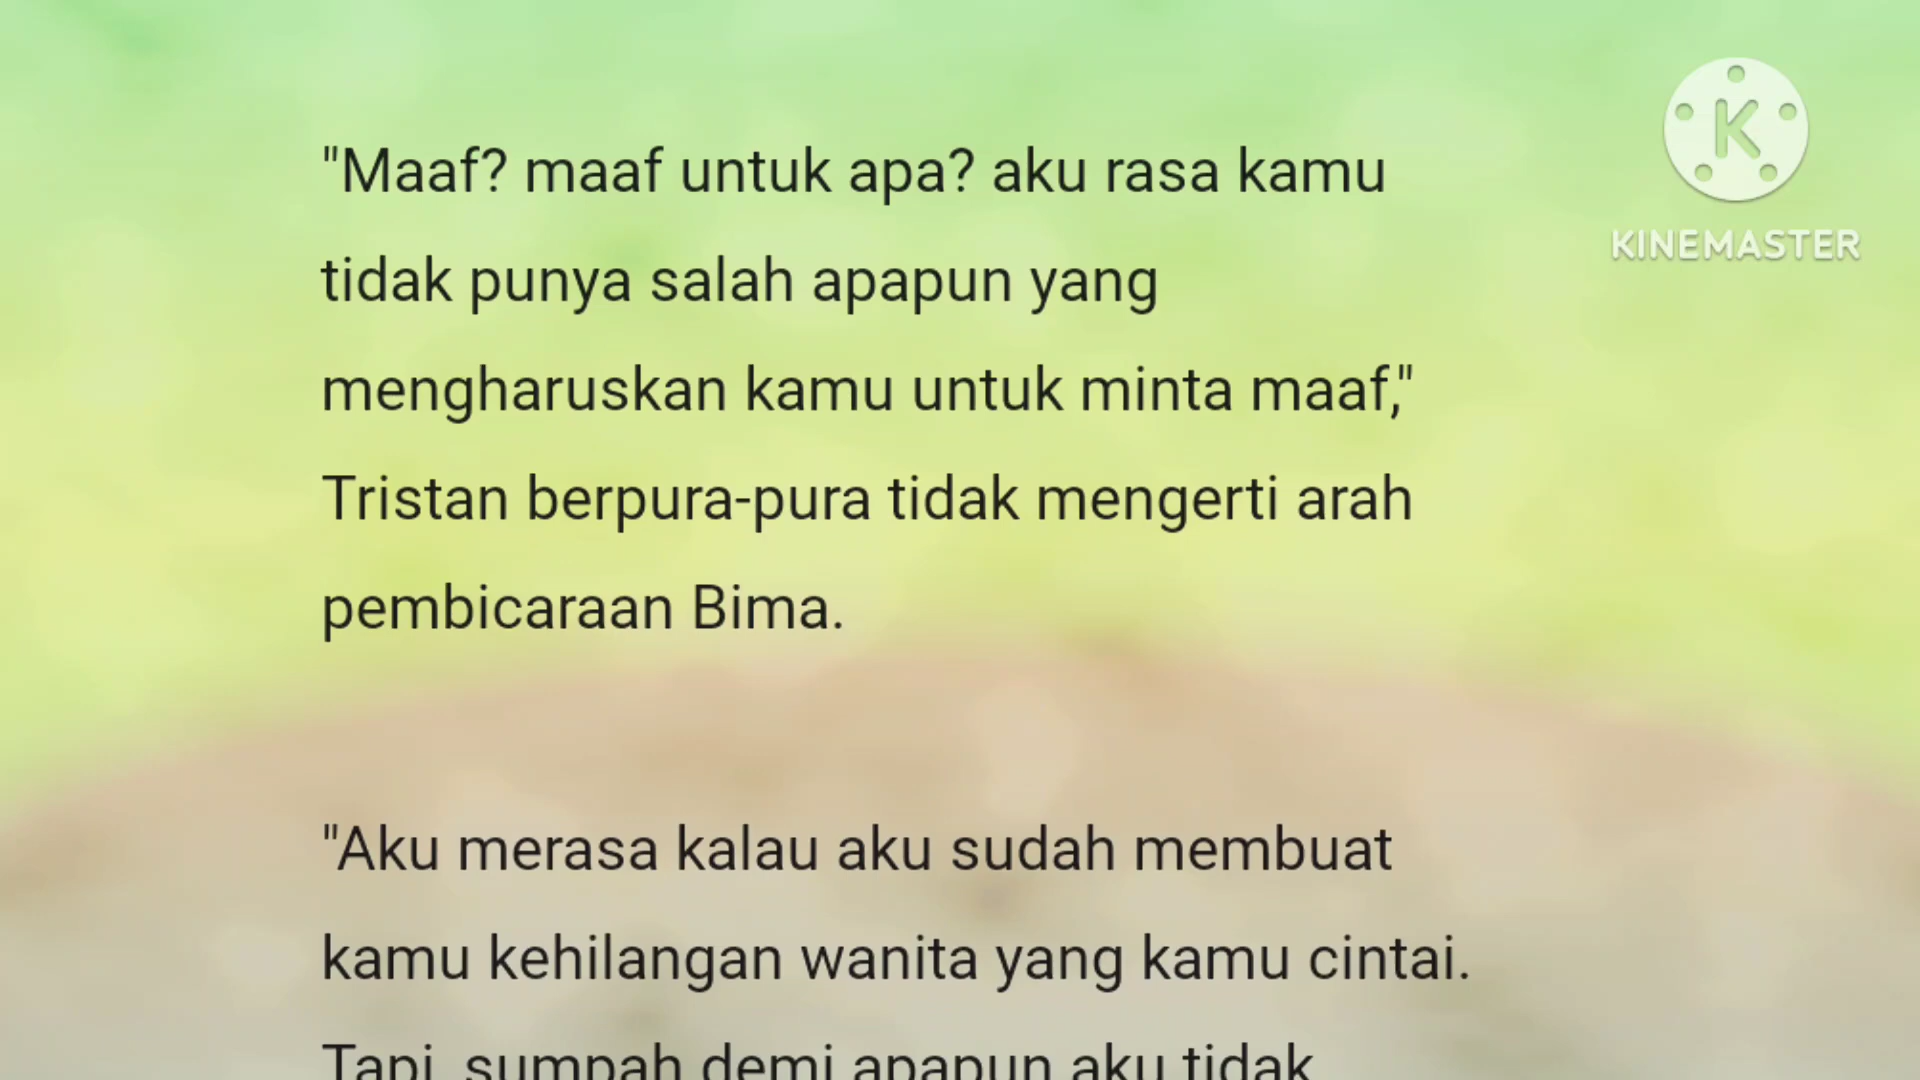 "Maaf? maaf untuk apa? aku rasa kamu
tidak punya salah apapun yang
mengharuskan kamu untuk minta maaf,"
Tristan berpura-pura tidak mengerti arah
pembicaraan Bima.
"Aku merasa kalau aku sudah membuat
kamu kehilangan wanita yang kamu cintai.
Tapi, sumpah demi apapun aku tidak
K
KINEMASTER